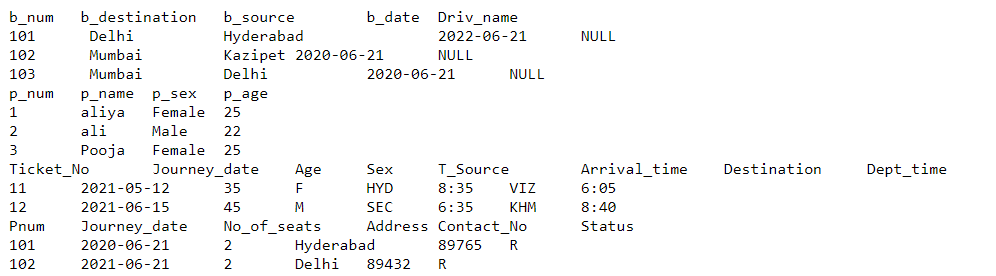 b_num b_destination b_source b_date Driv_name
101 Delhi Hyderabad 2022-06-21 NULL
102 Mumbai Kazipet 2020-06-21 NULL
103 Mumbai Delhi 2020-06-21 NULL
p_num p_name p_sex p_age
1 aliya Female 25
2 ali Male 22
3 Pooja Female 25
Ticket_No Journey_date Age Sex T_Source Arrival_time Destination Dept_time
11 2021-05-12 35 F HYD 8:35 VIZ 6:05
12 2021-06-15 45 M SEC 6:35 KHM 8:40
Pnum Journey_date No_of_seats Address Contact_No Status
101 2020-06-21 2 Hyderabad 89765 R
102 2021-06-21 2 Delhi 89432 R